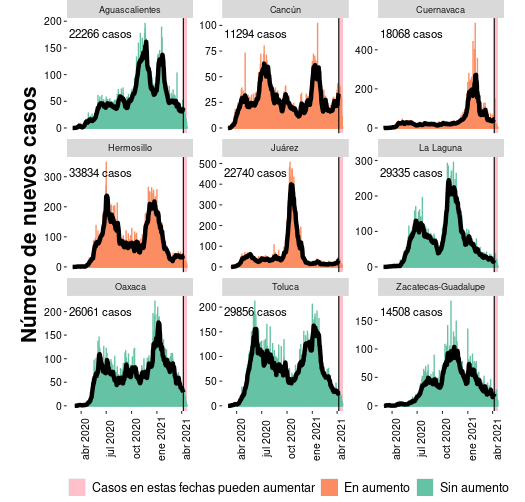 Número de nuevos casos
Aguascalientes
Cancún
Cuernavaca
200
150
100
50
0
22266 casos
100
75
50
25
0
11294 casos
400
200
0
18068 casos
Hermosillo
Juárez
La Laguna
300
200
100
0
33834 casos
500
400
300
200
100
0
22740 casos
300
200
100
0
29335 casos
Oaxaca
Toluca
Zacatecas-Guadalupe
200
150
100
50
0
26061 casos
200
150
100
50
0
29856 casos
150
100
50
0
14508 casos
abr 2020
jul 2020
oct 2020
ene 2021
abr 2021
abr 2020
jul 2020
oct 2020
ene 2021
abr 2021
abr 2020
jul 2020
oct 2020
ene 2021
abr 2021
Casos en estas fechas pueden aumentar En aumento Sin aumento